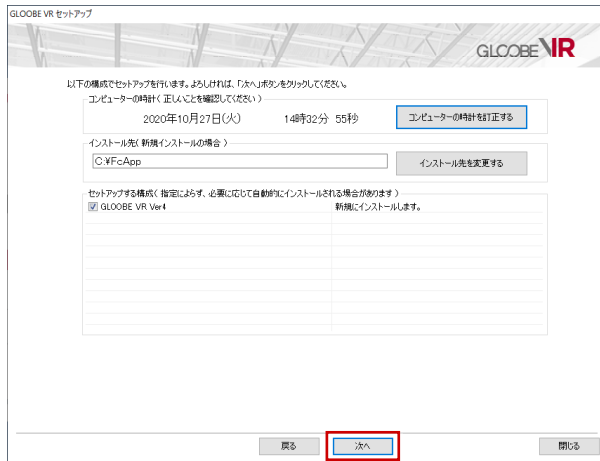 GLOOBE VR セットアップ
GLOOBE VR
以下の構成でセットアップを行います。よろしければ、「次へ」ボタンをクリックしてください。
コンピューターの時計( 正しいことを確認してください )
2020年10月27日(火) 14時32分 55秒 コンピューターの時計を訂正する
インストール先( 新規インストールの場合 )
C:¥FcApp インストール先を変更する
セットアップする構成( 指定によらず、必要に応じて自動的にインストールされる場合があります )
GLOOBE VR Ver4 新規にインストールします。
戻る 次へ 閉じる